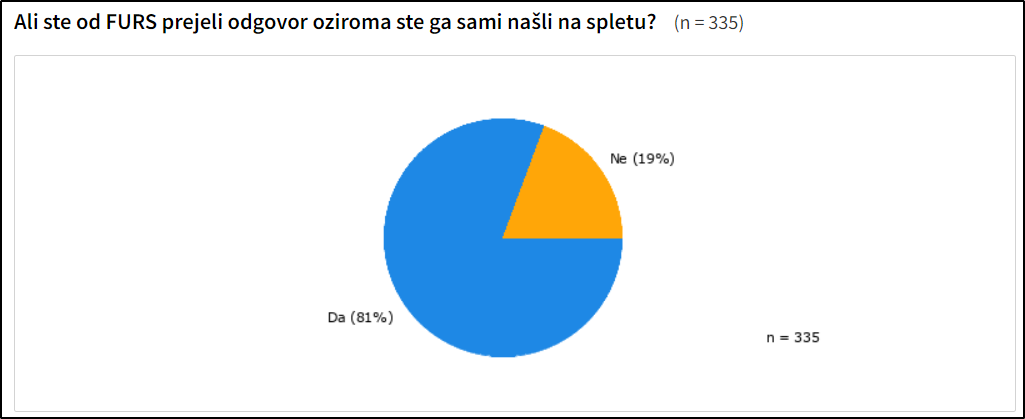 Ali ste od FURS prejeli odgovor oziroma ste ga sami našli na spletu? (n = 335)
Ne (19%)
Da (81%)
n = 335